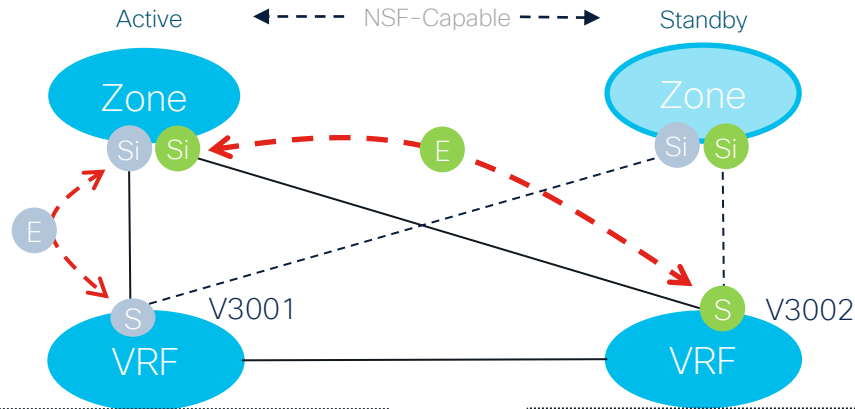 Active
NSF-Capable
Standby
Zone
Zone
Si
Si
E
Si
Si
E
S
V3001
S
V3002
VRF
VRF